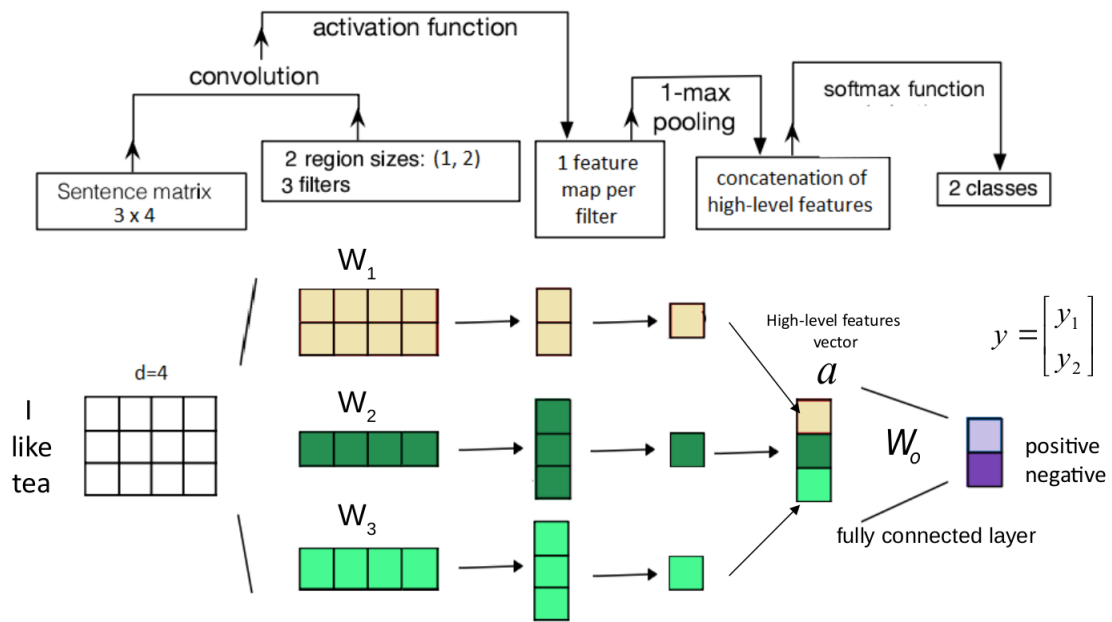 activation function
convolution
1-max
pooling
softmax function
2 region sizes: (1, 2)
3 filters
Sentence matrix
3 x 4
1 feature
map per
filter
concatenation of
high-level features
2 classes
W1
d=4
I
like
tea
W2
W3
High-level features
vector
a
y = [y1
y2]
Wo
positive
negative
fully connected layer